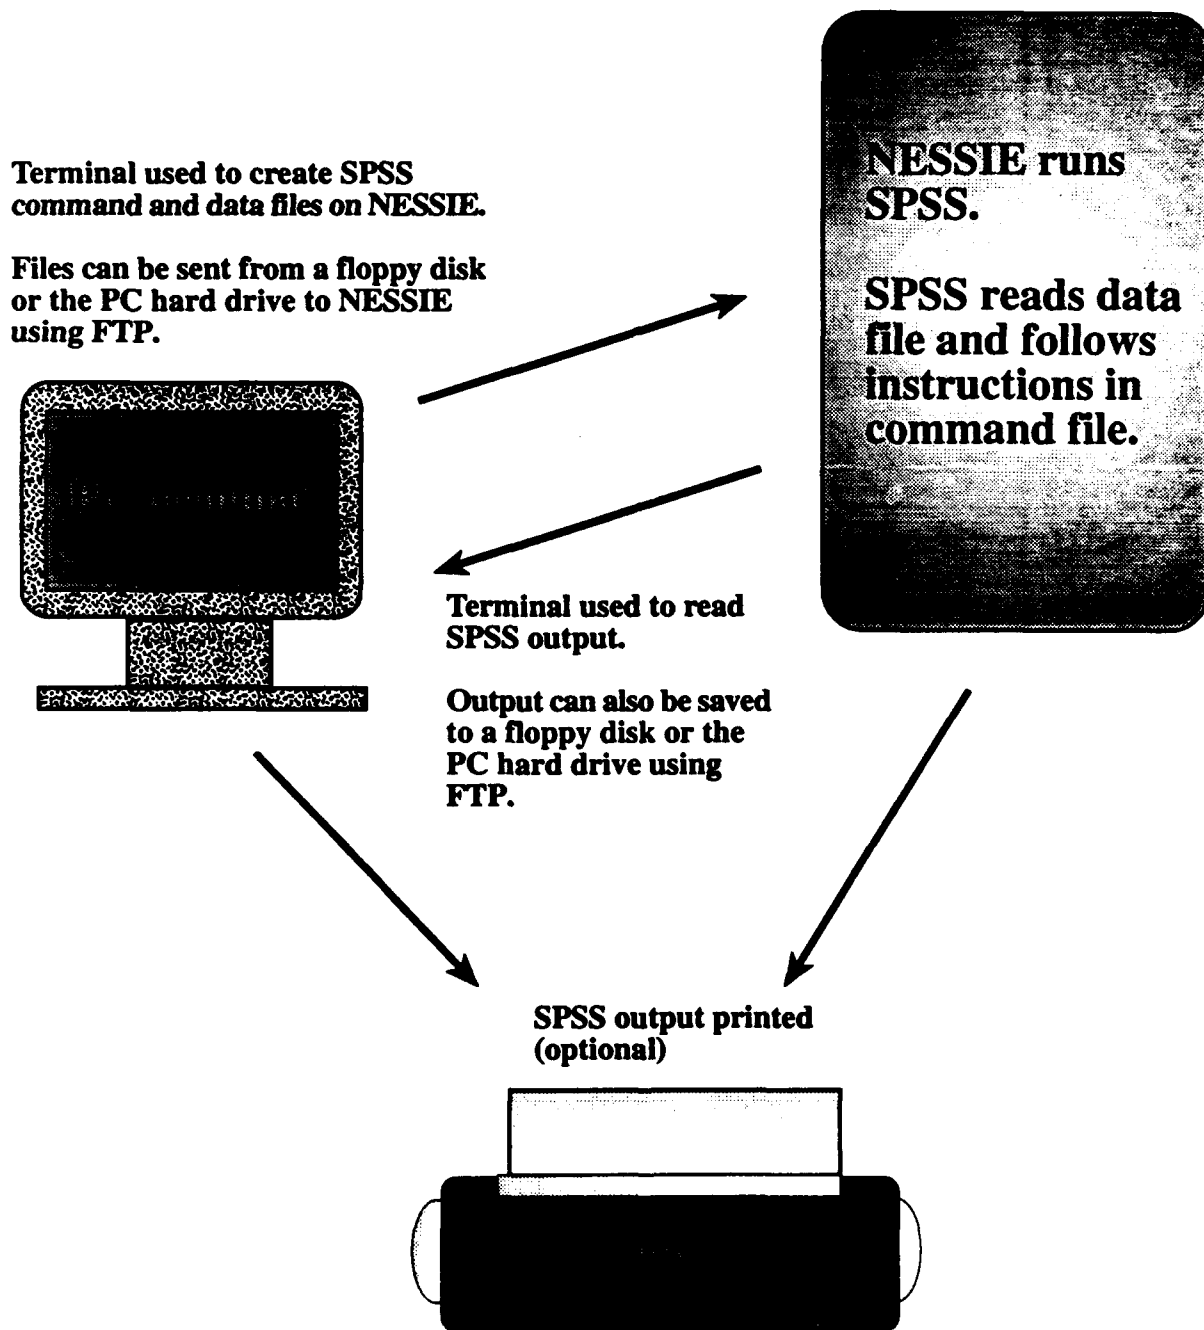 Terminal used to create SPSS
command and data files on NESSIE.
Files can be sent from a floppy disk
or the PC hard drive to NESSIE
using FTP.
NESSIE runs
SPSS.
SPSS reads data
file and follows
instructions in
command file.
Terminal used to read
SPSS output.
Output can also be saved
to a floppy disk or the
PC hard drive using
FTP.
SPSS output printed
(optional)